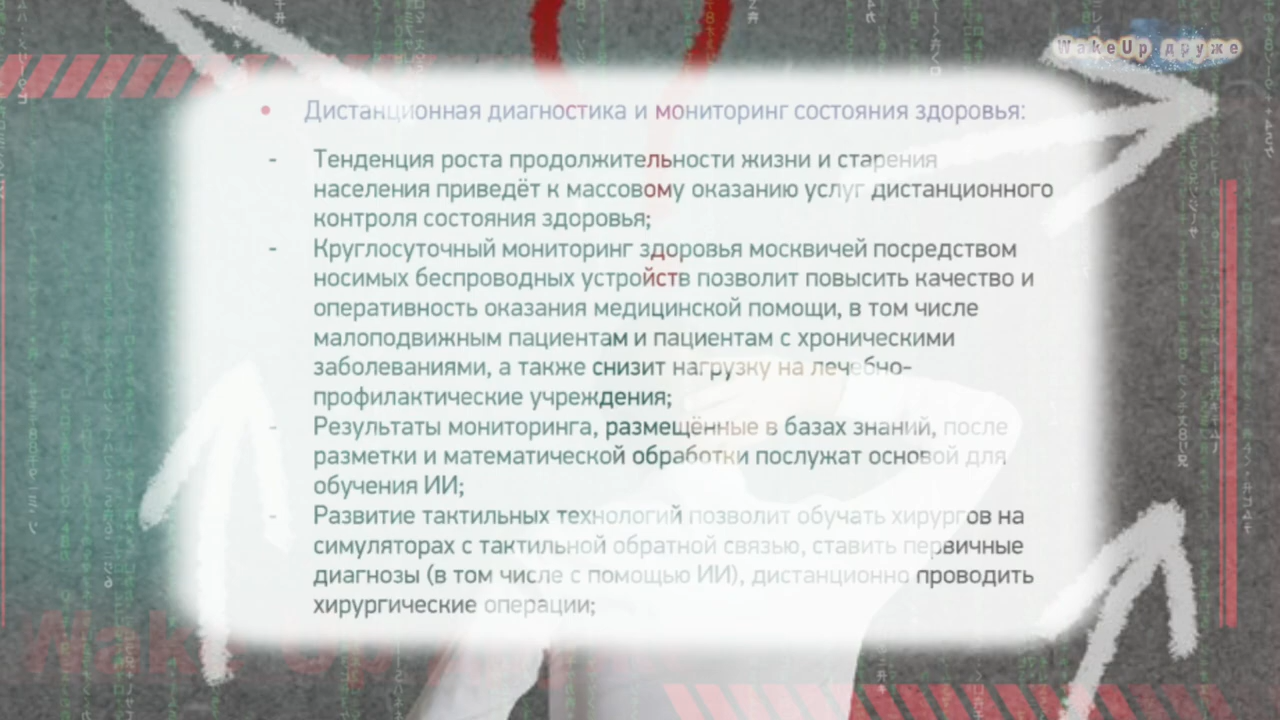 WakeUp друже
• Дистанционная диагностика и мониторинг состояния здоровья:
- Тенденция роста продолжительности жизни и старения
населения приведёт к массовому оказанию услуг дистанционного
контроля состояния здоровья;
- Круглосуточный мониторинг здоровья москвичей посредством
носимых беспроводных устройств позволит повысить качество и
оперативность оказания медицинской помощи, в том числе
малоподвижным пациентам и пациентам с хроническими
заболеваниями, а также снизит нагрузку на лечебно-
профилактические учреждения;
- Результаты мониторинга, размещённые в базах знаний, после
разметки и математической обработки послужат основой для
обучения ИИ;
- Развитие тактильных технологий позволит обучать хирургов на
симуляторах с тактильной обратной связью, ставить первичные
диагнозы (в том числе с помощью ИИ), дистанционно проводить
хирургические операции;
Wake Up